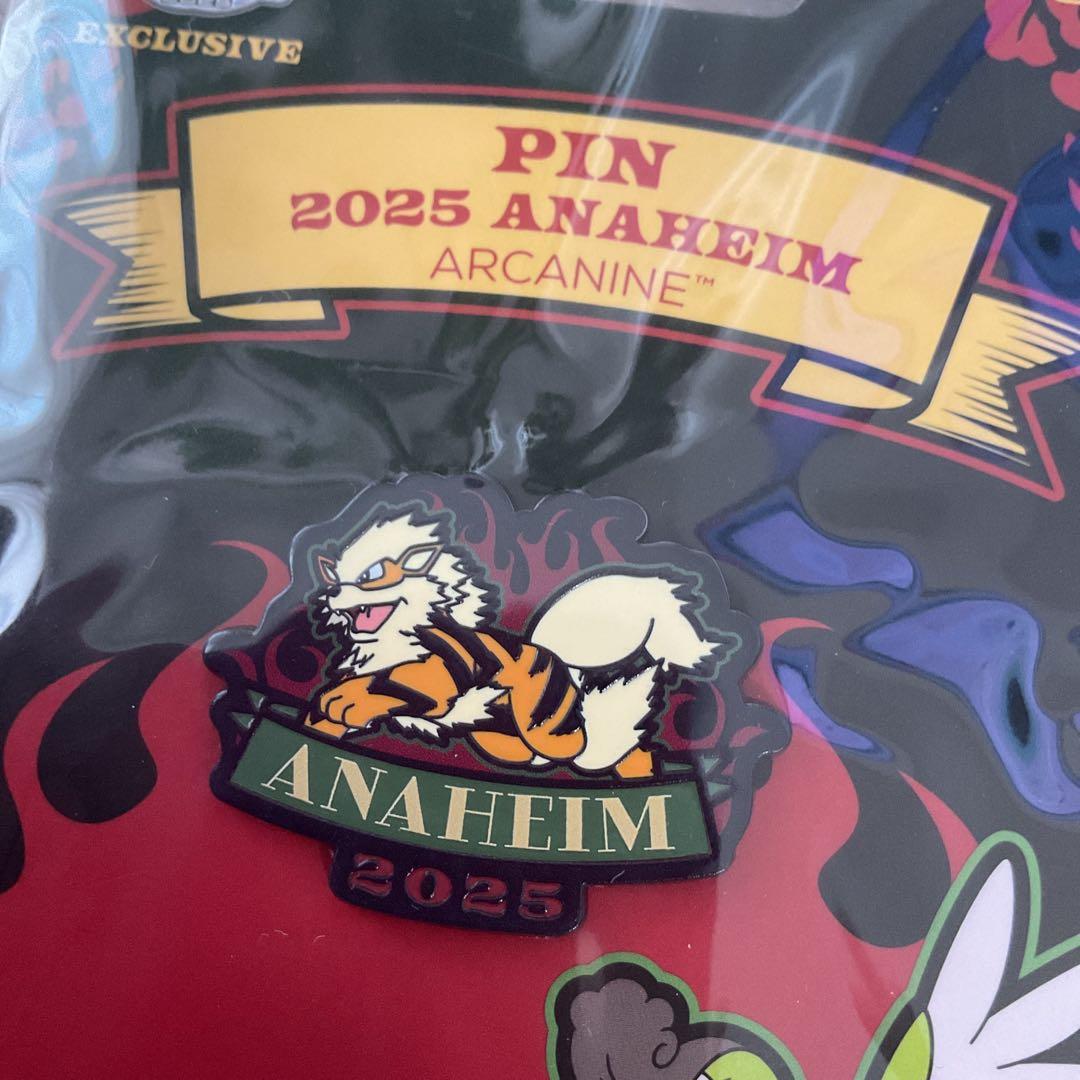 EXCLUSIVE
PIN
2025 ANAHEIM
ARCANINE™
ANAHEIM
2025